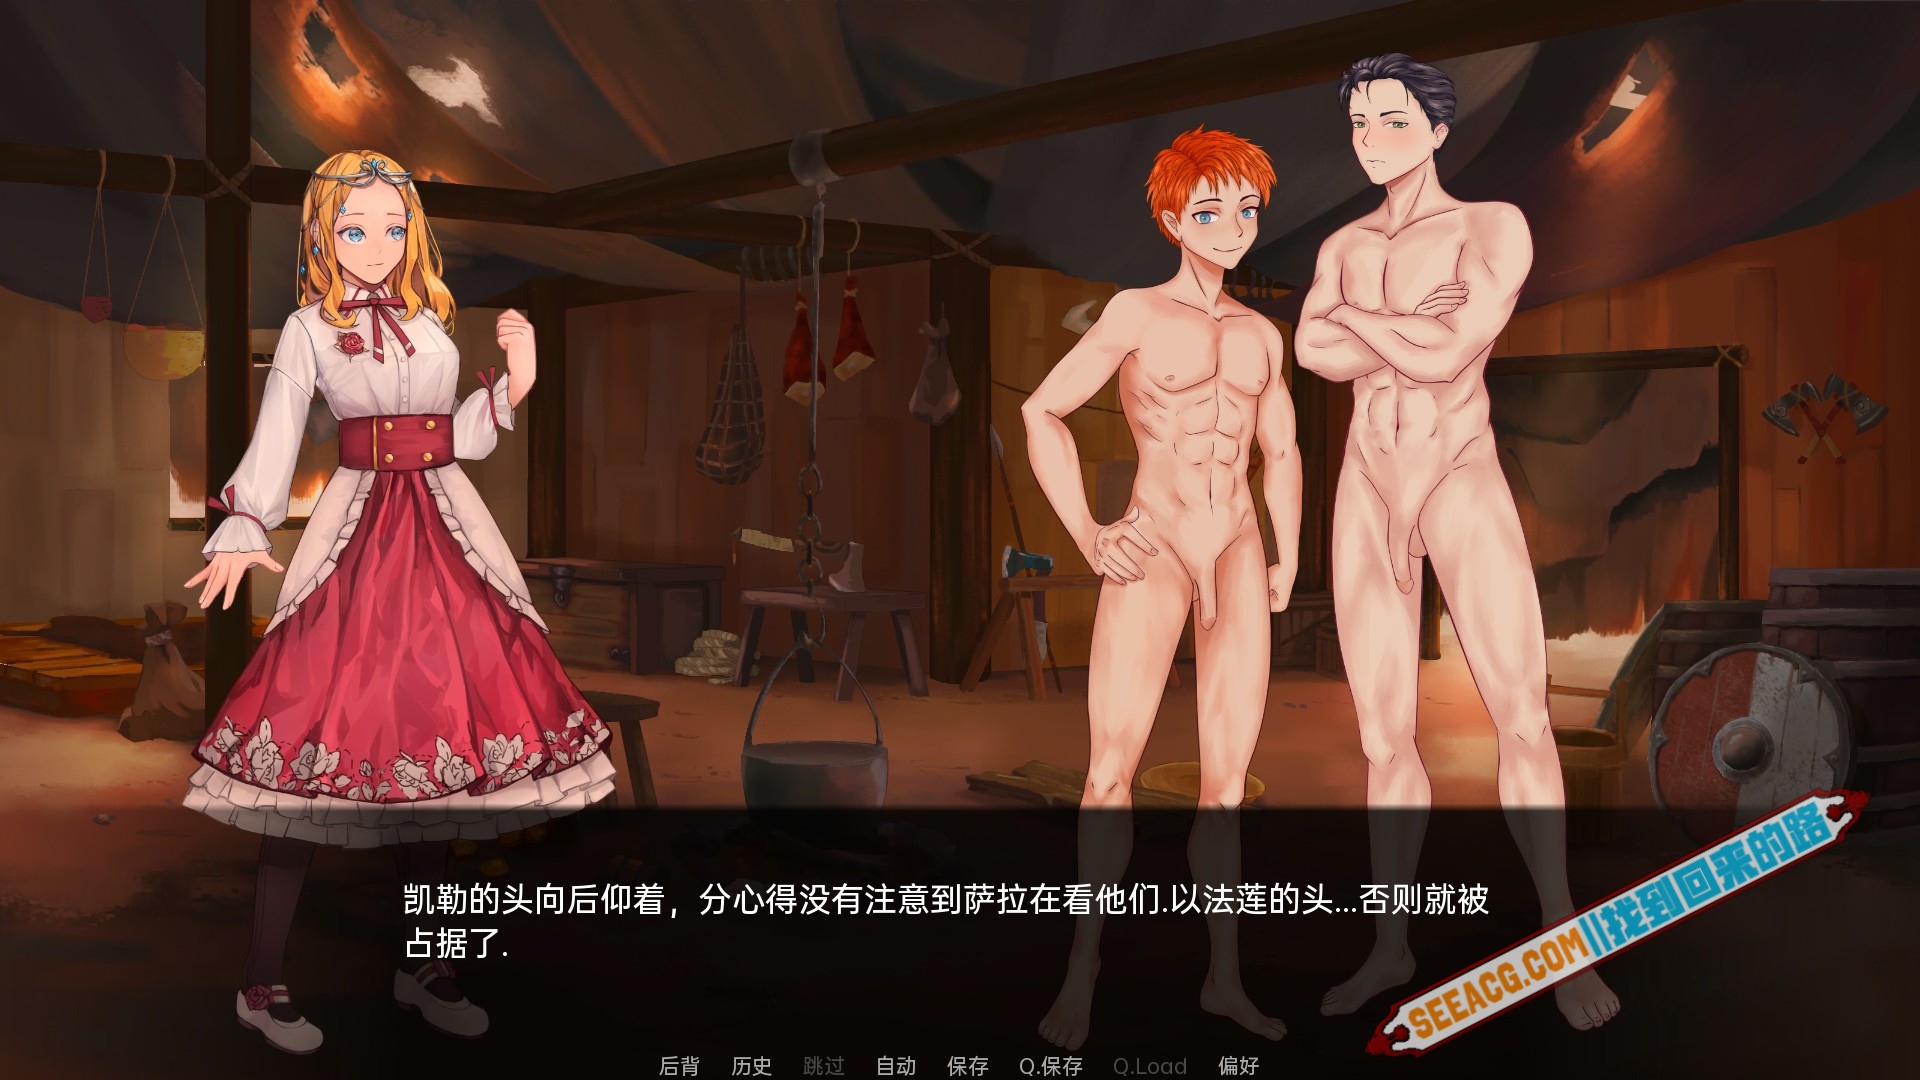 凯勒的头向后仰着，分心得没有注意到萨拉在看他们.以法莲的头...否则就被
占据了.
SEEACG.COM||找到回来的路
后背 历史 跳过 自动 保存 Q.保存 Q.Load 偏好